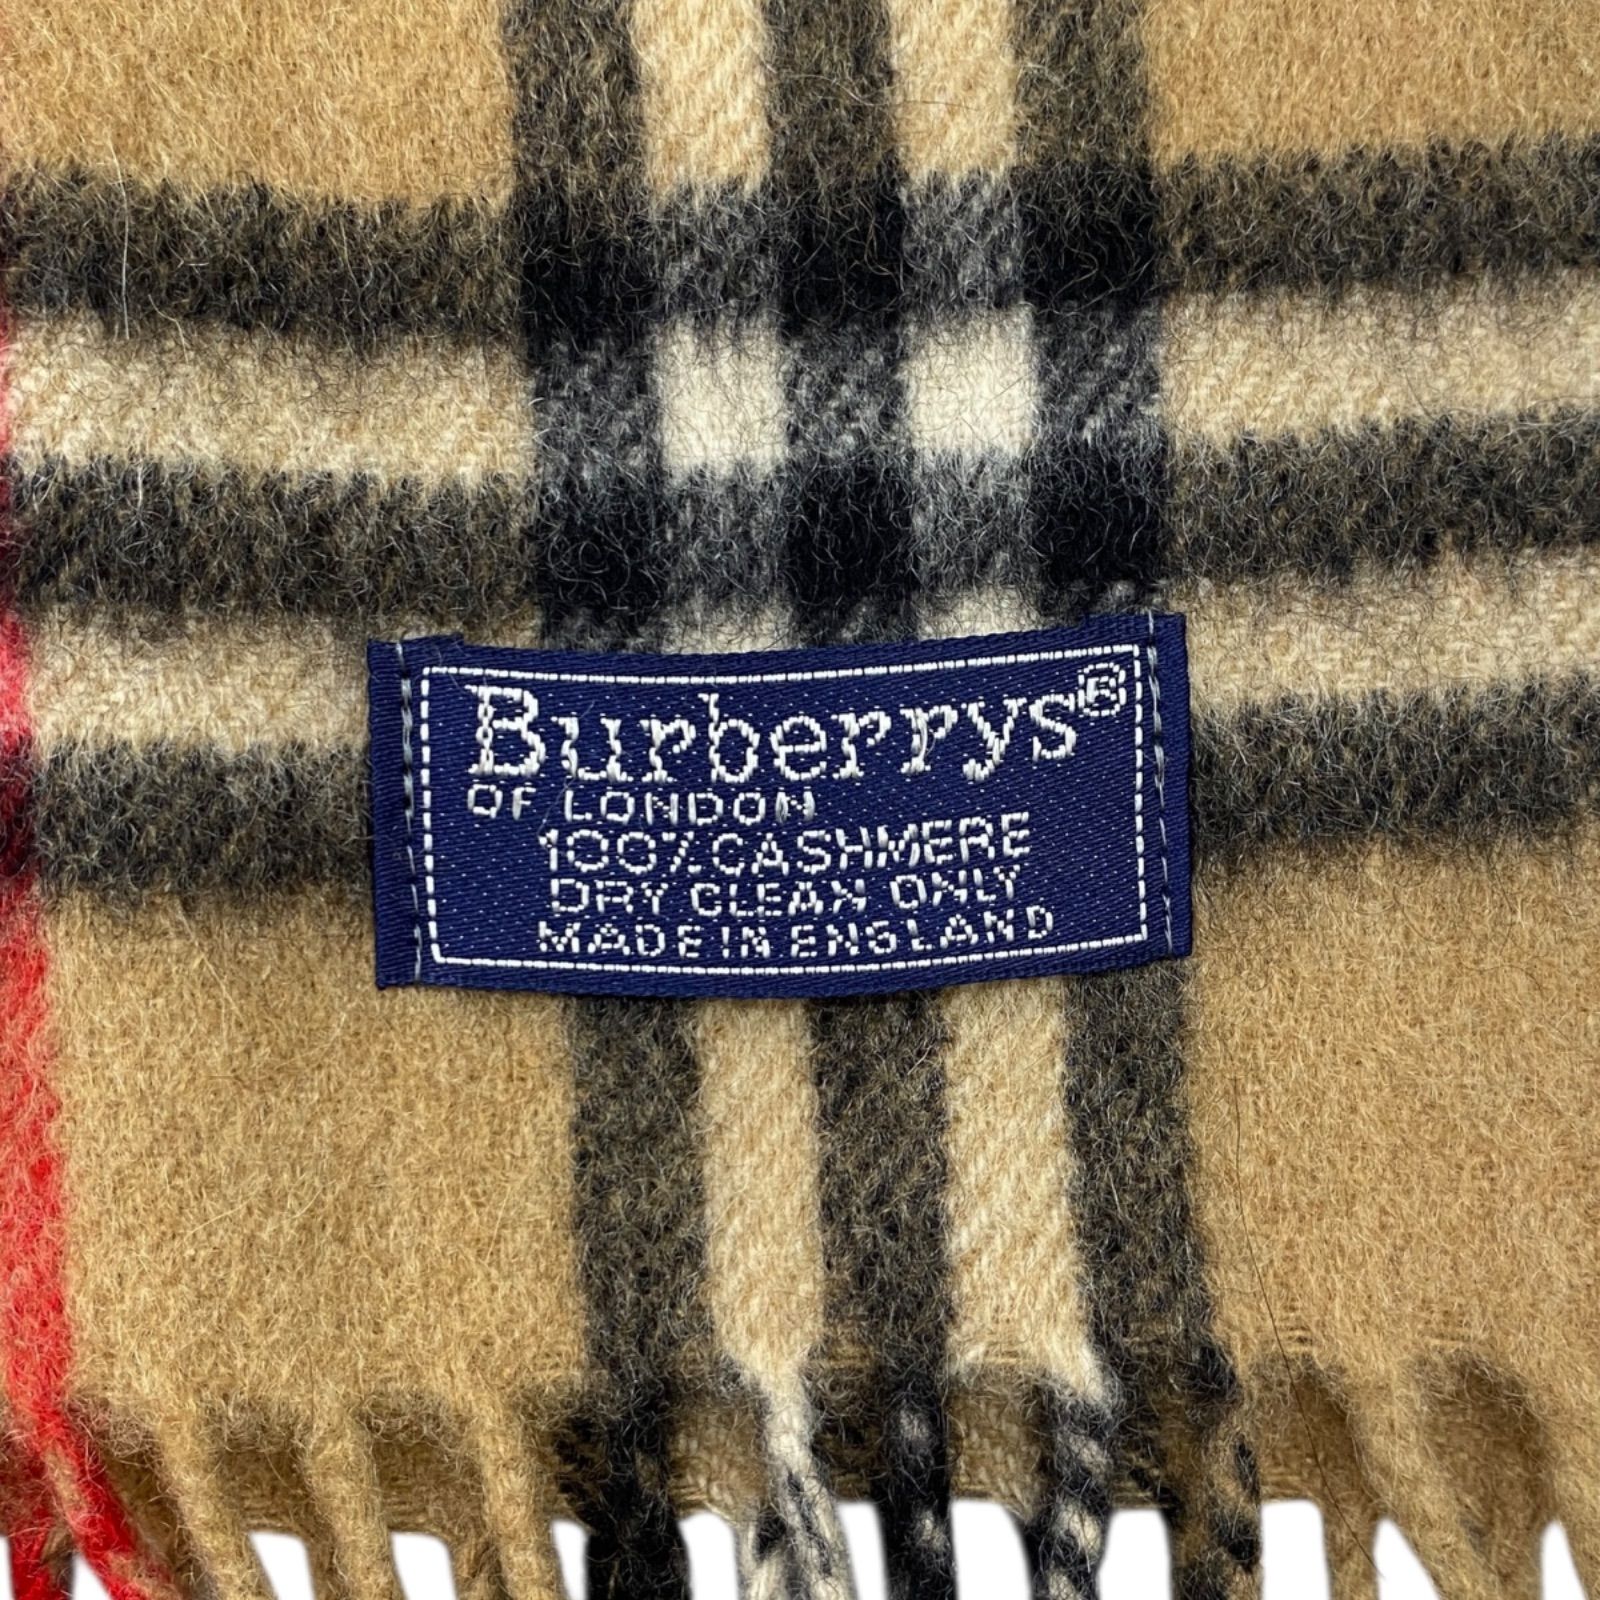 Burberrys®
OF LONDON
100% CASHMERE
DRY CLEAN ONLY
MADE IN ENGLAND